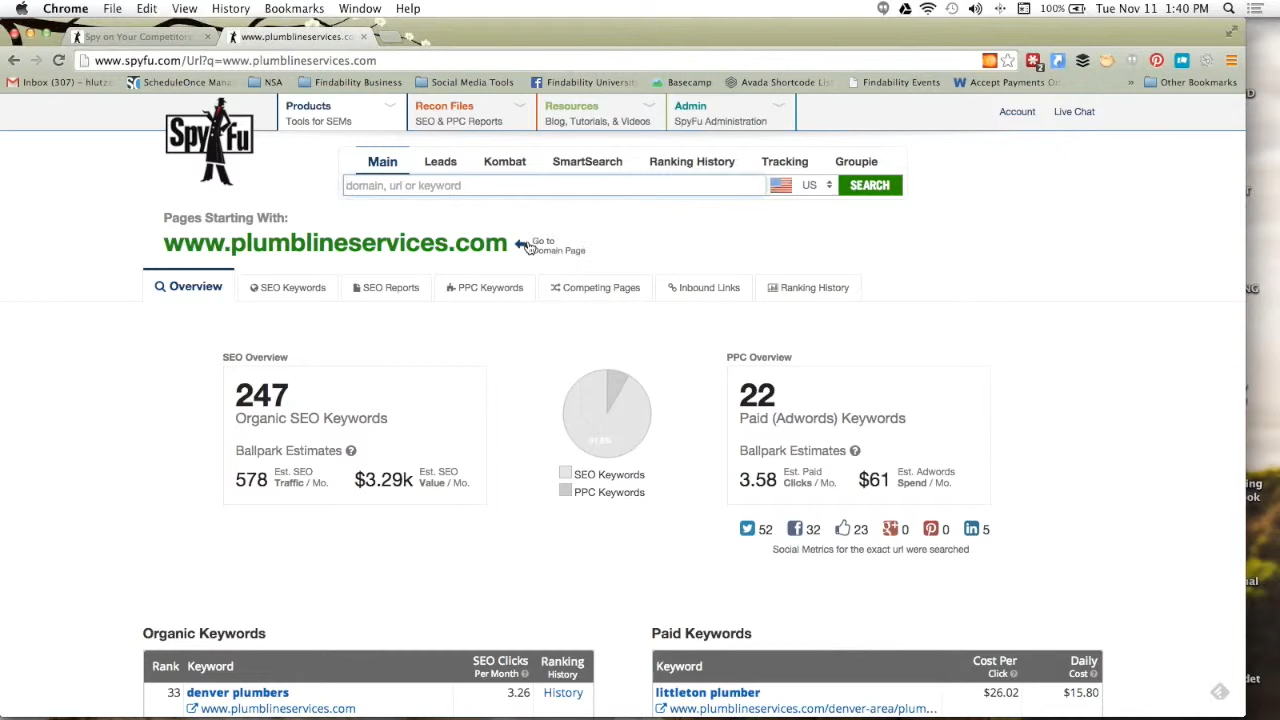 Chrome File Edit View History Bookmarks Window Help 100% Tue Nov 11 1:40 PM
Spy on Your Competitors www.plumblineservices.co
www.spyfu.com/Url?q=www.plumblineservices.com
Inbox (307) – hlutze ScheduleOnce Mana NSA Findability Business Social Media Tools Findability Universi Basecamp Avada Shortcode List Findability Events Accept Payments On » Other Bookmarks
SpyFu
Products Recon Files Resources Admin
Tools for SEMs SEO & PPC Reports Blog, Tutorials, & Videos SpyFu Administration
Account Live Chat
Main Leads Kombat SmartSearch Ranking History Tracking Groupie
domain, url or keyword US SEARCH
Pages Starting With:
www.plumblineservices.com Go to
Domain Page
Overview SEO Keywords SEO Reports PPC Keywords Competing Pages Inbound Links Ranking History
SEO Overview
247
Organic SEO Keywords
Ballpark Estimates ?
578 Est. SEO Traffic / Mo. $3.29k Est. SEO Value / Mo.
91.8%
SEO Keywords
PPC Keywords
PPC Overview
22
Paid (Adwords) Keywords
Ballpark Estimates ?
3.58 Est. Paid Clicks / Mo. $61 Est. Adwords Spend / Mo.
52 32 23 0 0 5
Social Metrics for the exact url were searched
Organic Keywords
Rank Keyword SEO Clicks Per Month ? Ranking History
33 denver plumbers 3.26 History
www.plumblineservices.com
Paid Keywords
Keyword Cost Per Click ? Daily Cost ?
littleton plumber $26.02 $15.80
www.plumblineservices.com/denver-area/plum...